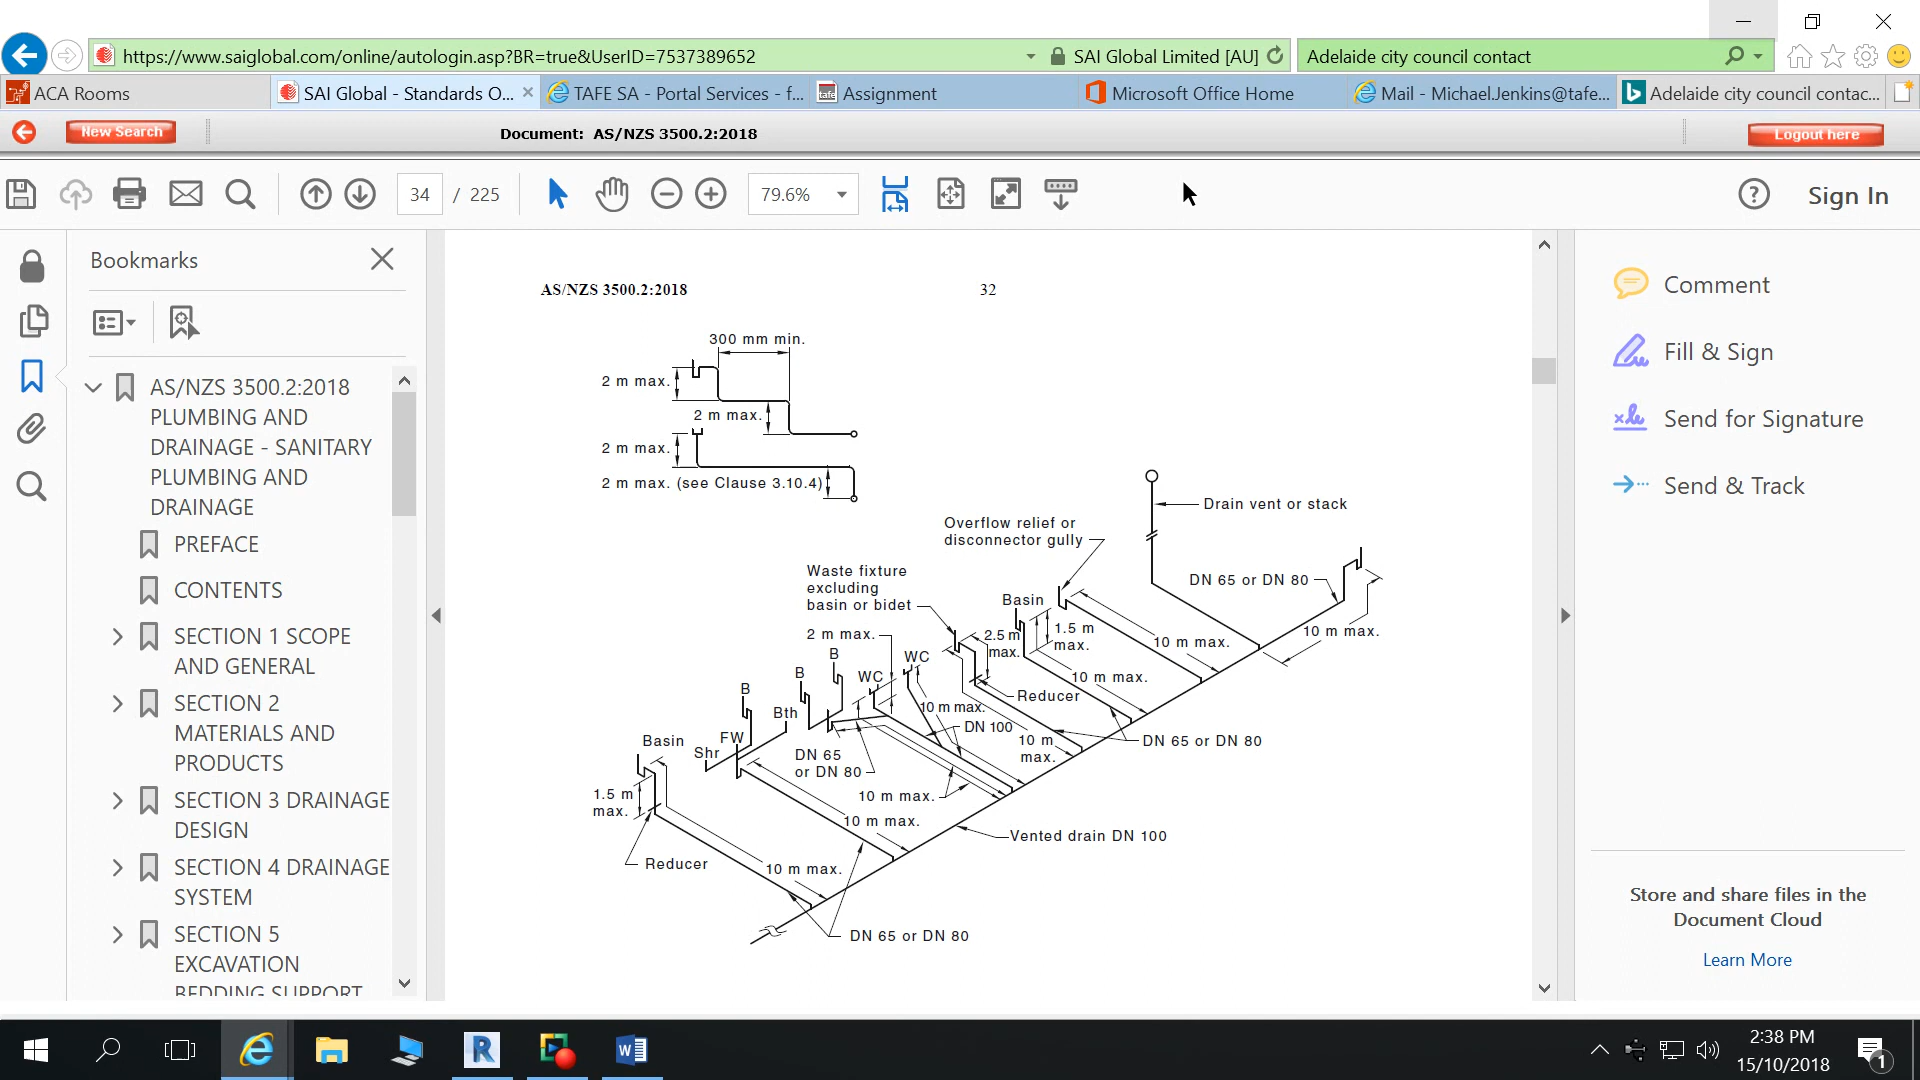 https://www.saiglobal.com/online/autologin.asp?BR=true&UserID=7537389652
SAI Global Limited [AU]
Adelaide city council contact
ACA Rooms
SAI Global - Standards O...
TAFE SA - Portal Services - f...
tafe
Assignment
Microsoft Office Home
Mail - Michael.Jenkins@tafe...
Adelaide city council contac...
New Search
Document: AS/NZS 3500.2:2018
Logout here
34 / 225
79.6%
Sign In
Bookmarks
AS/NZS 3500.2:2018
PLUMBING AND
DRAINAGE - SANITARY
PLUMBING AND
DRAINAGE
PREFACE
CONTENTS
SECTION 1 SCOPE
AND GENERAL
SECTION 2
MATERIALS AND
PRODUCTS
SECTION 3 DRAINAGE
DESIGN
SECTION 4 DRAINAGE
SYSTEM
SECTION 5
EXCAVATION
BEDDING SUPPORT
AS/NZS 3500.2:2018
32
300 mm min.
2 m max.
2 m max.
2 m max.
2 m max. (see Clause 3.10.4)
Drain vent or stack
Overflow relief or
disconnector gully
Waste fixture
excluding
basin or bidet
DN 65 or DN 80
Basin
2 m max.
2.5 m
max.
1.5 m
max.
10 m max.
10 m max.
B
WC
WC
B
10 m max.
B
Bth
Reducer
10 m max.
DN 100
Basin
FW
Shr
DN 65
or DN 80
10 m
max.
DN 65 or DN 80
1.5 m
max.
10 m max.
10 m max.
Vented drain DN 100
Reducer
10 m max.
DN 65 or DN 80
Comment
Fill & Sign
Send for Signature
Send & Track
Store and share files in the
Document Cloud
Learn More
2:38 PM
15/10/2018
1